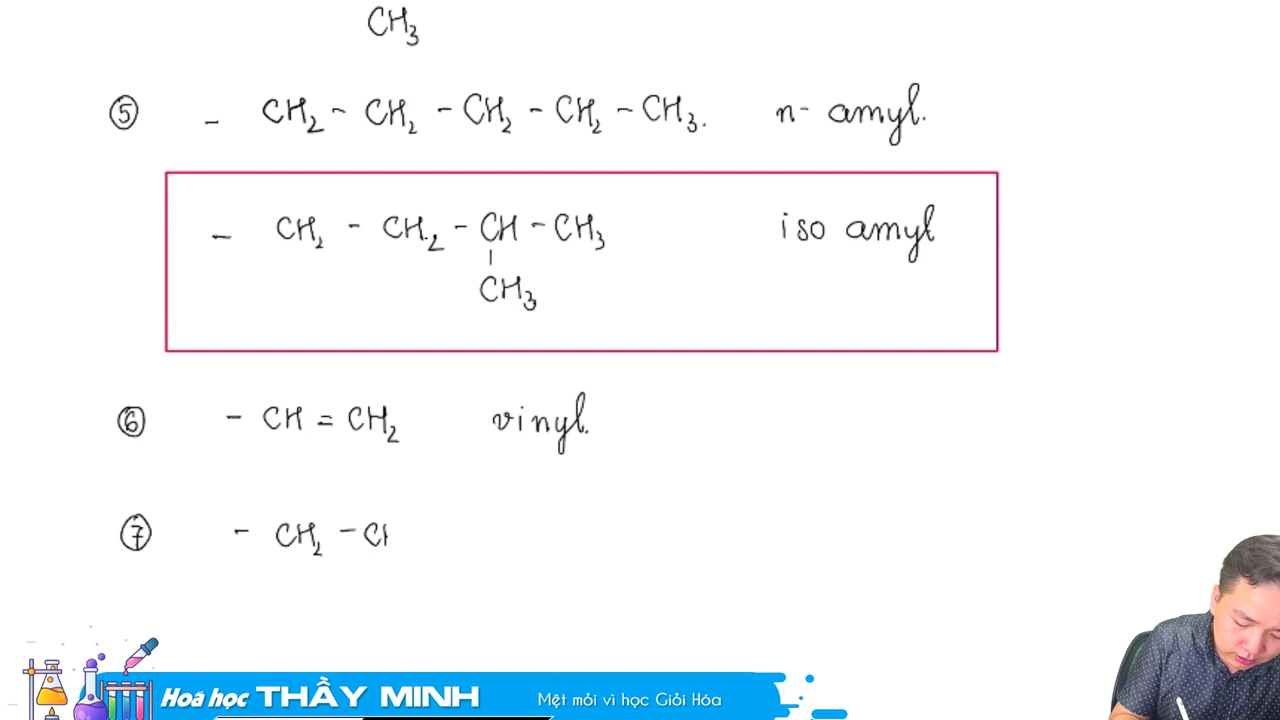 CH₃
⑤ - CH₂ - CH₂ - CH₂ - CH₂ - CH₃. n- amyl.
- CH₂ - CH₂ - CH - CH₃ iso amyl
CH₃
⑥ - CH = CH₂ vinyl.
⑦ - CH₂ - CH
Hoá học THẦY MINH Mệt mỏi vì học Giỏi Hóa